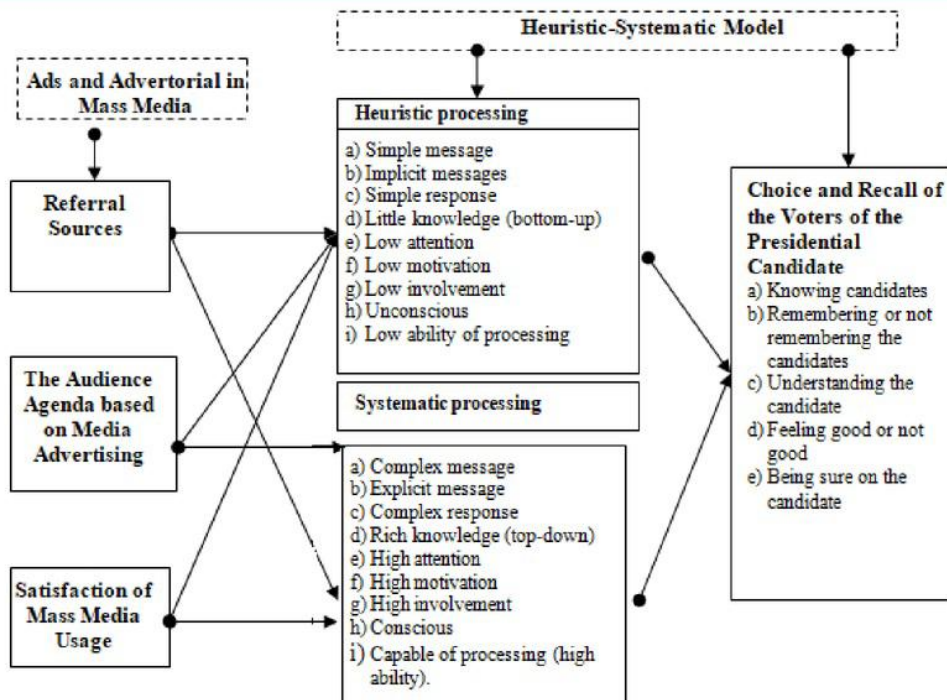 Heuristic-Systematic Model
Ads and Advertorial in
Mass Media
Referral
Sources
The Audience
Agenda based
on Media
Advertising
Satisfaction of
Mass Media
Usage
Heuristic processing
a) Simple message
b) Implicit messages
c) Simple response
d) Little knowledge (bottom-up)
e) Low attention
f) Low motivation
g) Low involvement
h) Unconscious
i) Low ability of processing
Systematic processing
a) Complex message
b) Explicit message
c) Complex response
d) Rich knowledge (top-down)
e) High attention
f) High motivation
g) High involvement
h) Conscious
i) Capable of processing (high
ability).
Choice and Recall of
the Voters of the
Presidential
Candidate
a) Knowing candidates
b) Remembering or not
remembering the
candidates
c) Understanding the
candidate
d) Feeling good or not
good
e) Being sure on the
candidate